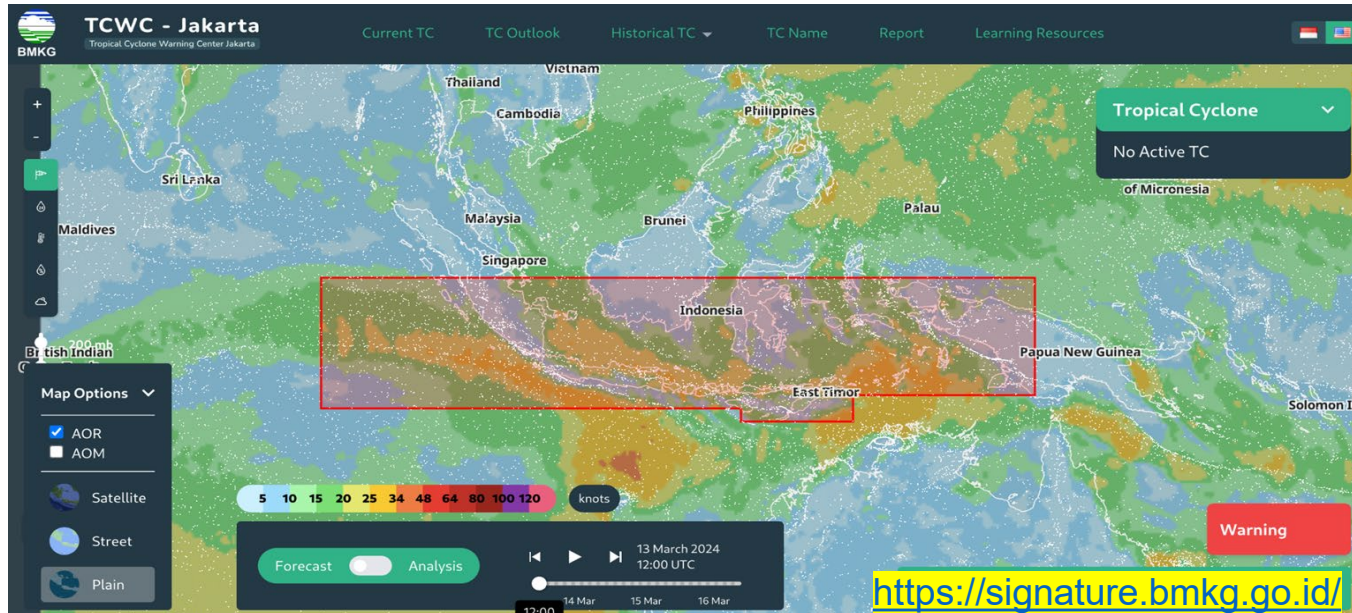 BMKG
TCWC - Jakarta
Tropical Cyclone Warning Center Jakarta
Current TC
TC Outlook
Historical TC
TC Name
Report
Learning Resources
+
-
Tropical Cyclone
No Active TC
Thailand
Vietnam
Cambodia
Philippines
Sri Lanka
Maldives
Malaysia
Brunei
Palau
of Micronesia
Singapore
Indonesia
200 mb
British Indian
Papua New Guinea
East Timor
Solomon I
Map Options
AOR
AOM
Satellite
Street
Plain
5 10 15 20 25 34 48 64 80 100 120
knots
Forecast
Analysis
13 March 2024
12:00 UTC
12:00
14 Mar
15 Mar
16 Mar
Warning
https://signature.bmkg.go.id/